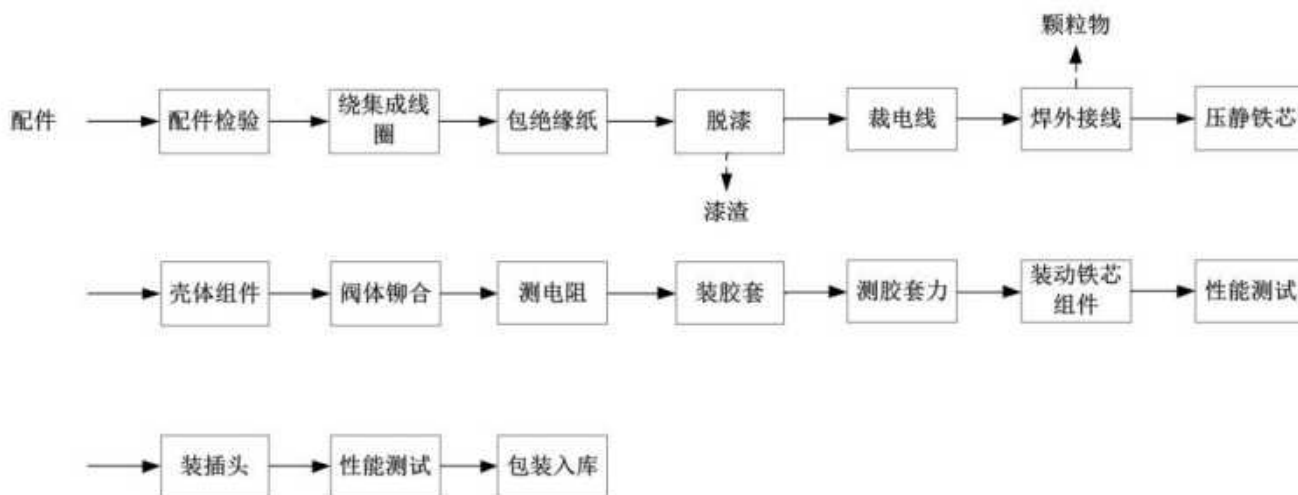 颗粒物
配件
配件检验
绕集成线
圈
包绝缘纸
脱漆
裁电线
焊外接线
压静铁芯
漆渣
壳体组件
阀体铆合
测电阻
装胶套
测胶套力
装动铁芯
组件
性能测试
装插头
性能测试
包装入库